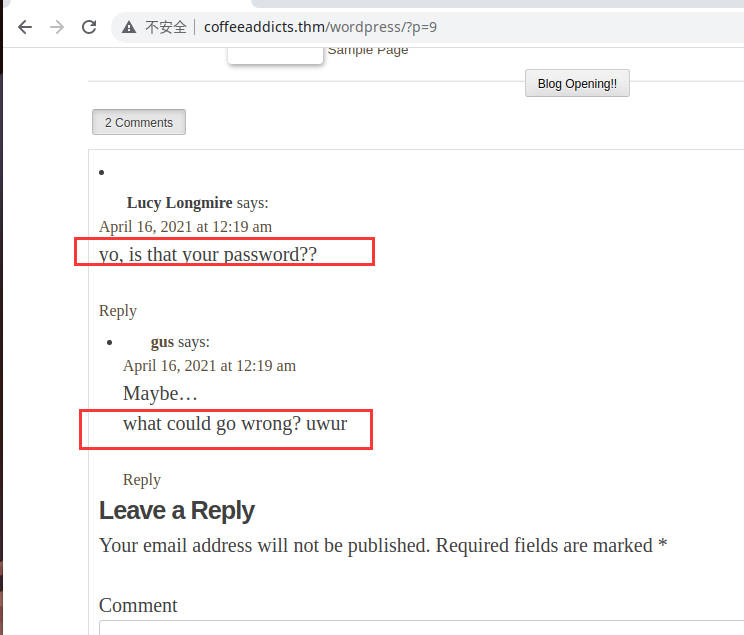 不安全 coffeeaddicts.thm/wordpress/?p=9
Sample Page
Blog Opening!!
2 Comments
Lucy Longmire says:
April 16, 2021 at 12:19 am
yo, is that your password??
Reply
gus says:
April 16, 2021 at 12:19 am
Maybe…
what could go wrong? uwur
Reply
Leave a Reply
Your email address will not be published. Required fields are marked *
Comment